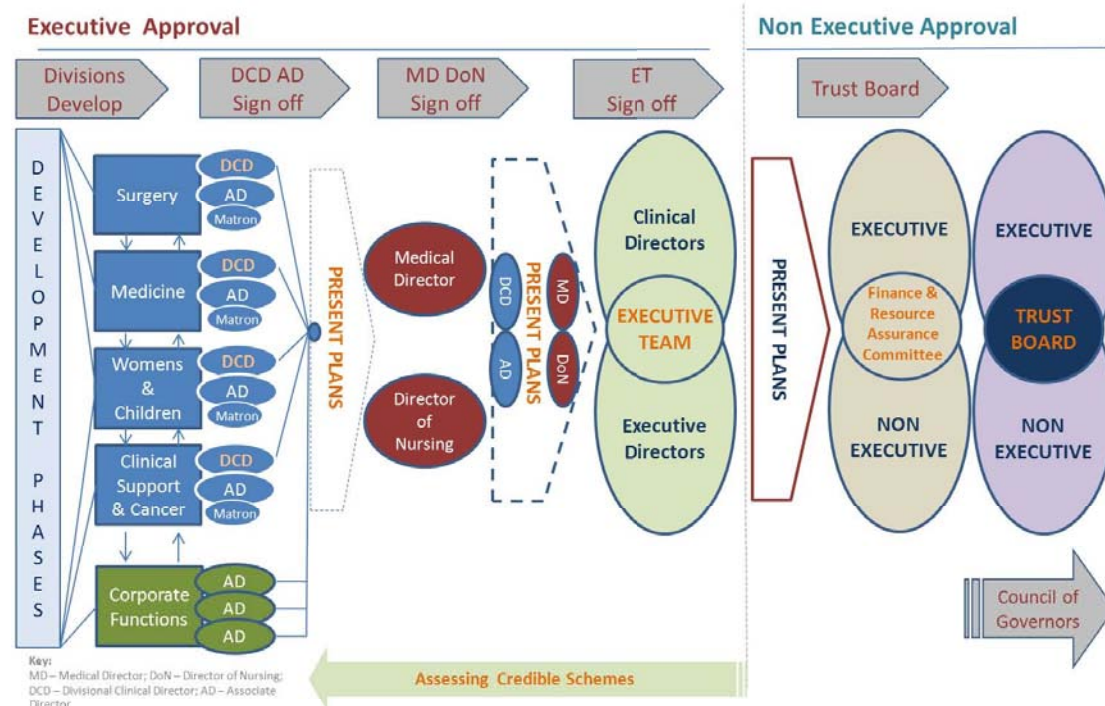 Executive Approval
Non Executive Approval
Divisions
Develop
DCD AD
Sign off
MD DoN
Sign off
ET
Sign off
Trust Board
DEVELOPMENT PHASES
Surgery
DCD
AD
Matron
Medicine
DCD
AD
Matron
Womens
&
Children
DCD
AD
Matron
Clinical
Support
& Cancer
DCD
AD
Matron
Corporate
Functions
AD
AD
AD
PRESENT PLANS
Medical
Director
Director
of
Nursing
DCD
AD
PRESENT PLANS
MD
DoN
Clinical
Directors
EXECUTIVE
TEAM
Executive
Directors
PRESENT PLANS
EXECUTIVE
Finance &
Resource
Assurance
Committee
NON
EXECUTIVE
EXECUTIVE
TRUST
BOARD
NON
EXECUTIVE
Council of
Governors
Assessing Credible Schemes
Key:
MD – Medical Director; DoN – Director of Nursing;
DCD – Divisional Clinical Director; AD – Associate
Director